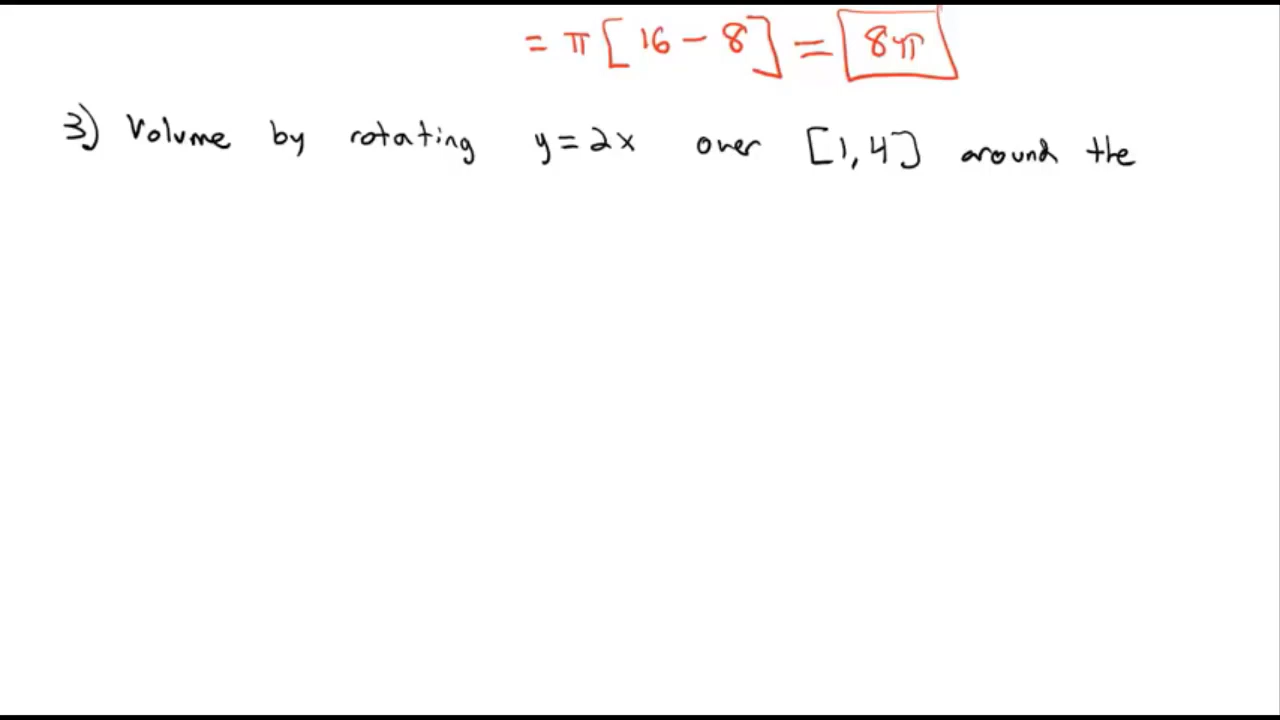 = π[16 - 8] = 8π
3) Volume by rotating y = 2x over [1, 4] around the